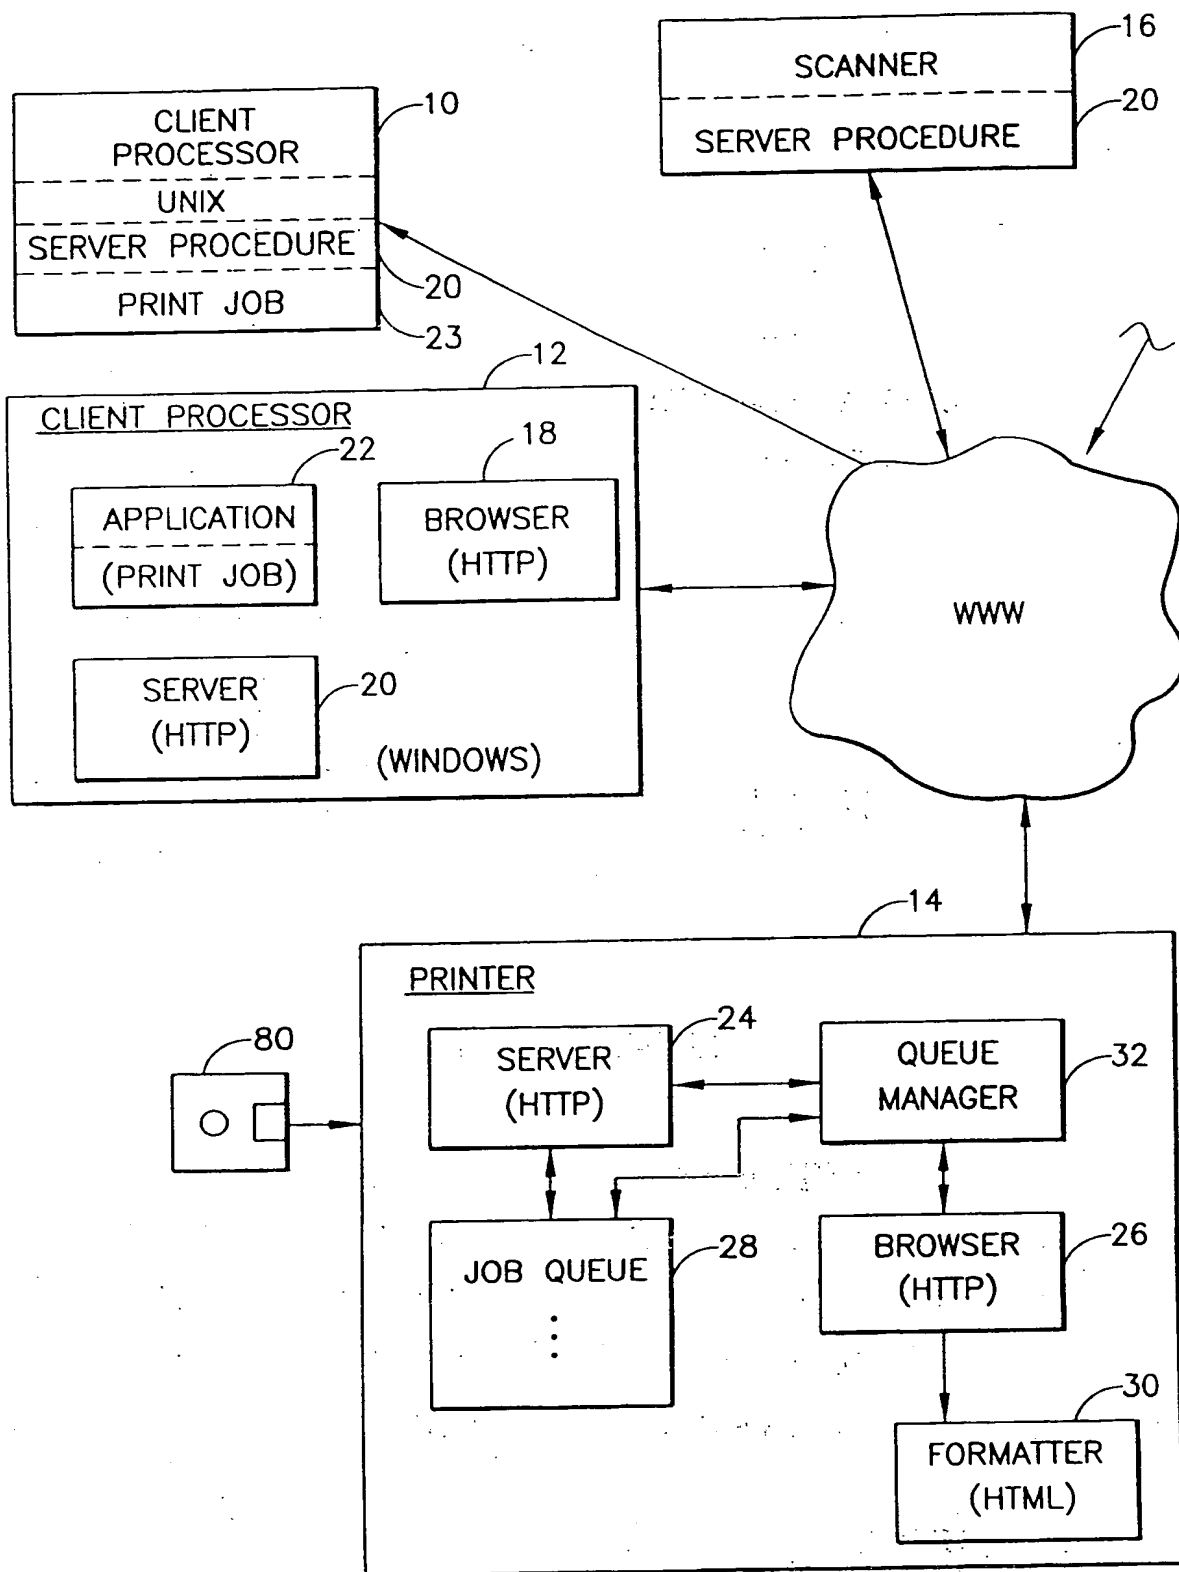 16
SCANNER
20
SERVER PROCEDURE
10
CLIENT
PROCESSOR
UNIX
SERVER PROCEDURE
20
PRINT JOB
23
12
CLIENT PROCESSOR
22
18
APPLICATION
(PRINT JOB)
BROWSER
(HTTP)
WWW
20
SERVER
(HTTP)
(WINDOWS)
14
PRINTER
80
24
SERVER
(HTTP)
QUEUE
MANAGER
32
JOB QUEUE
28
BROWSER
(HTTP)
26
30
FORMATTER
(HTML)